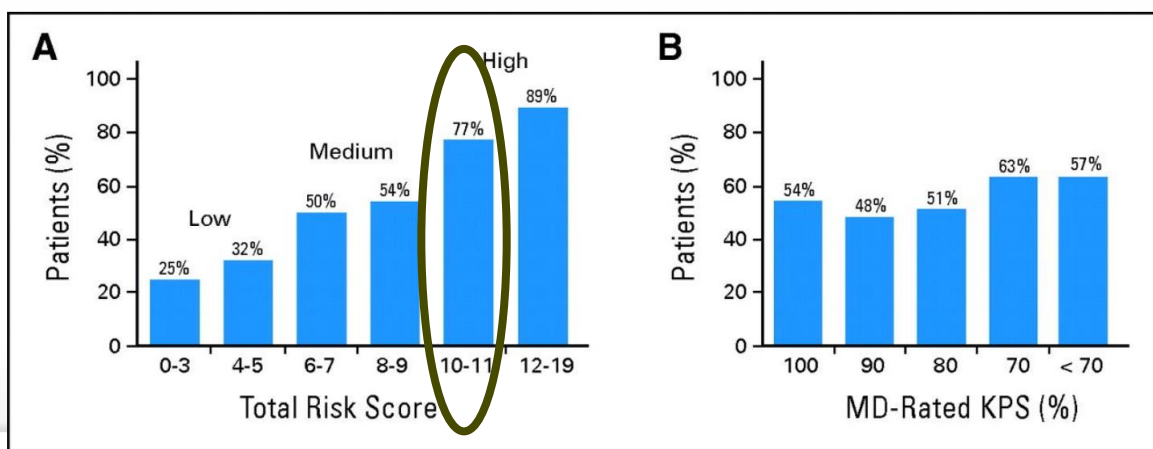 A
Patients (%)
100
80
60
40
20
0
Low
Medium
High
25%
32%
50%
54%
77%
89%
0-3 4-5 6-7 8-9 10-11 12-19
Total Risk Score
B
Patients (%)
100
80
60
40
20
0
54%
48%
51%
63%
57%
100 90 80 70 < 70
MD-Rated KPS (%)